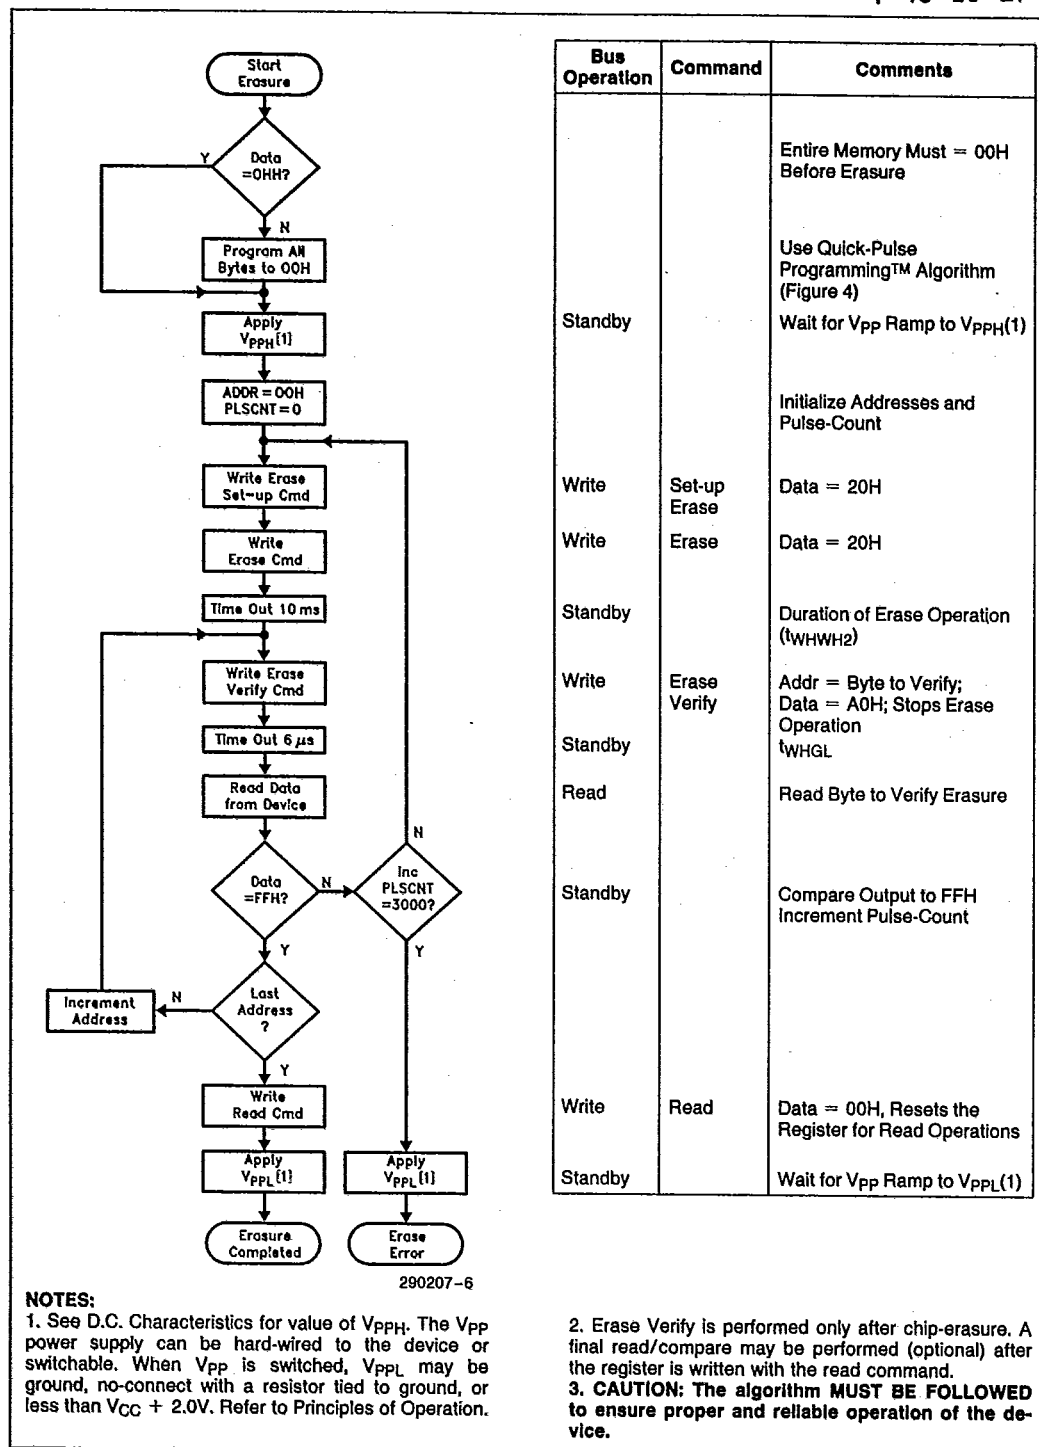 Start
Erasure
Data
=0HH?
Y
N
Program All
Bytes to 00H
Apply
VPPH[1]
ADDR = 00H
PLSCNT = 0
Write Erase
Set-up Cmd
Write
Erase Cmd
Time Out 10 ms
Write Erase
Verify Cmd
Time Out 6 µs
Read Data
from Device
Data
=FFH?
N
Y
Inc
PLSCNT
=3000?
N
Y
Last
Address
?
N
Y
Increment
Address
Write
Read Cmd
Apply
VPPL[1]
Apply
VPPL[1]
Erasure
Completed
Erase
Error
290207-6
Bus
Operation
Command
Comments
Entire Memory Must = 00H
Before Erasure
Use Quick-Pulse
Programming™ Algorithm
(Figure 4)
Standby
Wait for VPP Ramp to VPPH(1)
Initialize Addresses and
Pulse-Count
Write
Set-up
Erase
Data = 20H
Write
Erase
Data = 20H
Standby
Duration of Erase Operation
(tWHWH2)
Write
Erase
Verify
Addr = Byte to Verify;
Data = A0H; Stops Erase
Operation
Standby
tWHGL
Read
Read Byte to Verify Erasure
Standby
Compare Output to FFH
Increment Pulse-Count
Write
Read
Data = 00H, Resets the
Register for Read Operations
Standby
Wait for VPP Ramp to VPPL(1)
NOTES:
1. See D.C. Characteristics for value of VPPH. The VPP
power supply can be hard-wired to the device or
switchable. When VPP is switched, VPPL may be
ground, no-connect with a resistor tied to ground, or
less than VCC + 2.0V. Refer to Principles of Operation.
2. Erase Verify is performed only after chip-erasure. A
final read/compare may be performed (optional) after
the register is written with the read command.
3. CAUTION: The algorithm MUST BE FOLLOWED
to ensure proper and reliable operation of the de-
vice.